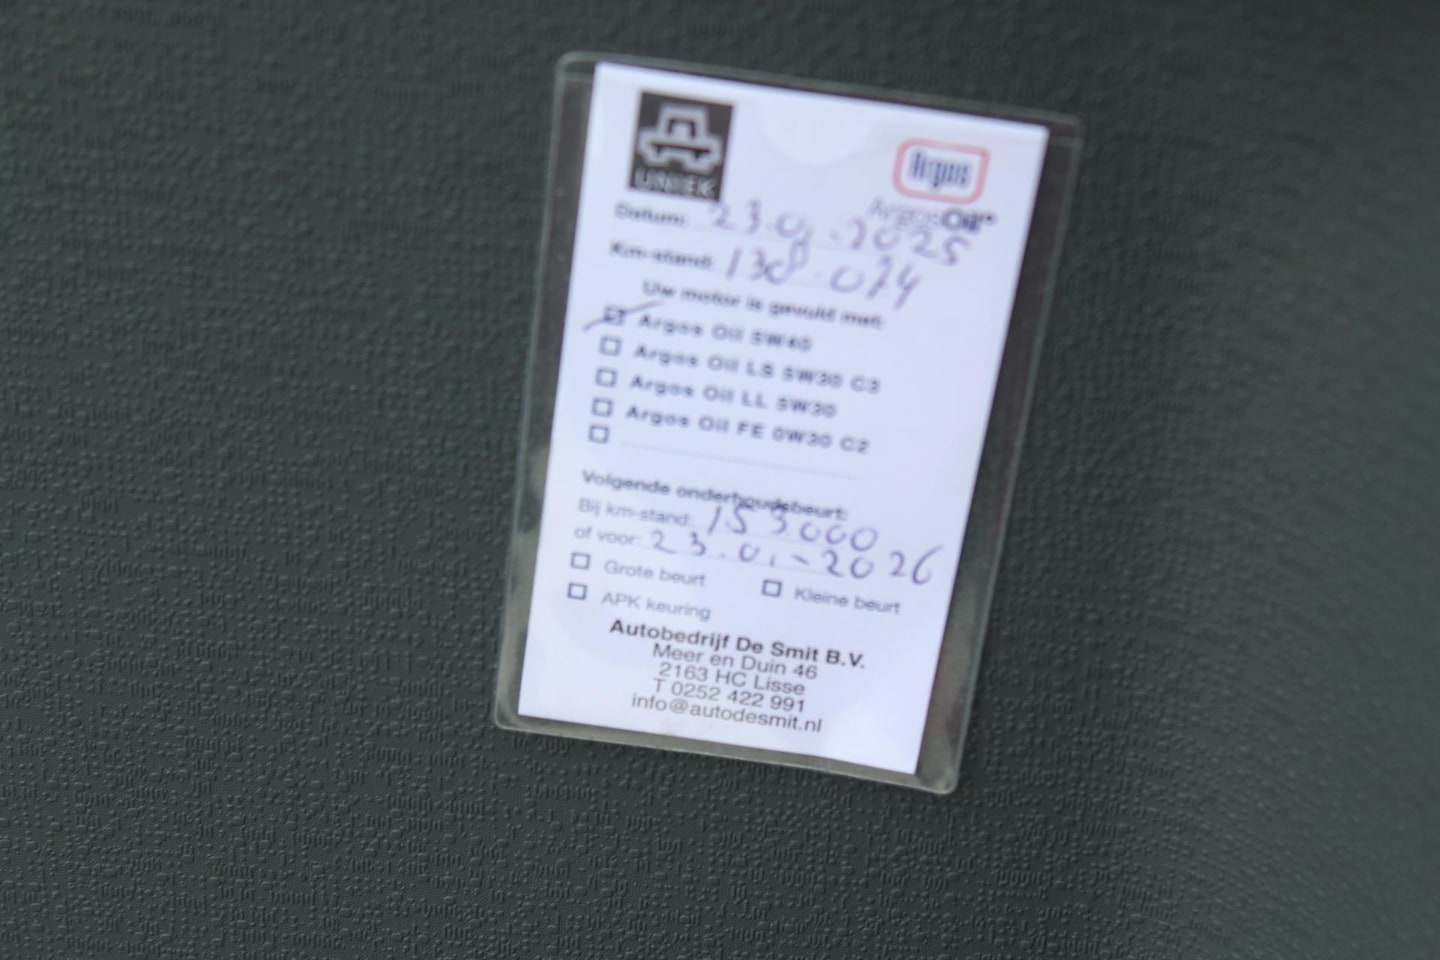 UNIEK
Argos
ArgosOil®
Datum: 23.01.2025
Km-stand: 138.074
Uw motor is gevuld met:
Argos Oil 5W40
Argos Oil LS 5W30 C3
Argos Oil LL 5W30
Argos Oil FE 0W30 C2
Volgende onderhoudsbeurt:
Bij km-stand: 153000
of voor: 23.01-2026
Grote beurt
Kleine beurt
APK keuring
Autobedrijf De Smit B.V.
Meer en Duin 46
2163 HC Lisse
T 0252 422 991
info@autodesmit.nl